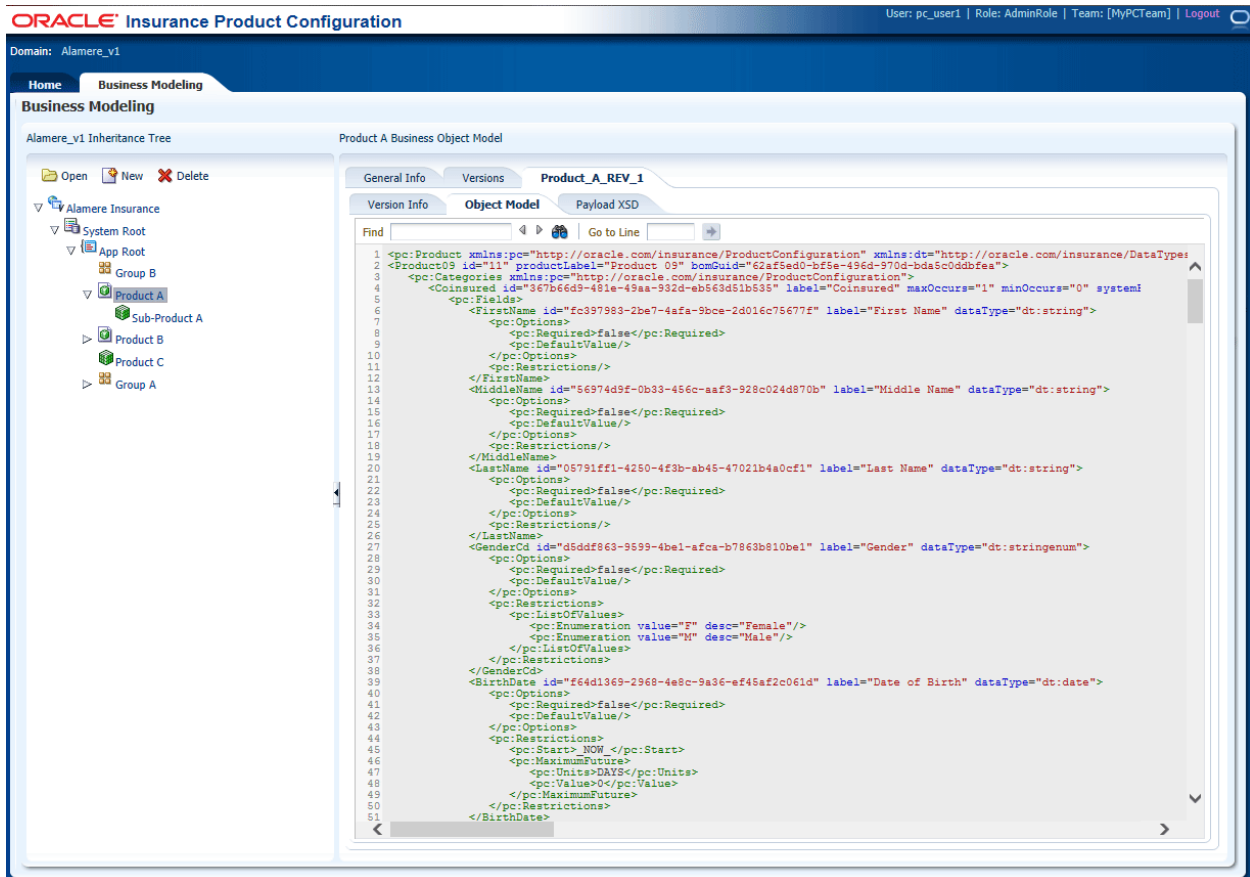 ORACLE® Insurance Product Configuration
User: pc_user1 | Role: AdminRole | Team: [MyPCTeam] | Logout
Domain: Alamere_v1
Home Business Modeling
Business Modeling
Alamere_v1 Inheritance Tree
Open New Delete
Alamere Insurance
System Root
App Root
Group B
Product A
Sub-Product A
Product B
Product C
Group A
Product A Business Object Model
General Info Versions Product_A_REV_1
Version Info Object Model Payload XSD
Find Go to Line
1 <pc:Product xmlns:pc="http://oracle.com/insurance/ProductConfiguration" xmlns:dt="http://oracle.com/insurance/DataTypes
2 <Product09 id="11" productLabel="Product 09" bomGuid="62af5ed0-bf5e-496d-970d-bda5c0ddbfea">
3 <pc:Categories xmlns:pc="http://oracle.com/insurance/ProductConfiguration">
4 <Coinsured id="367b66d9-481e-49aa-932d-eb563d51b535" label="Coinsured" maxOccurs="1" minOccurs="0"
5 <pc:Fields>
6 <FirstName id="fc397983-2be7-4afa-9bce-2d016c75677f" label="First Name" dataType="dt:string">
7 <pc:Options>
8 <pc:Required>false</pc:Required>
9 <pc:DefaultValue/>
10 </pc:Options>
11 <pc:Restrictions/>
12 </FirstName>
13 <MiddleName id="56974d9f-0b33-456c-aaf3-928c024d870b" label="Middle Name" dataType="dt:string">
14 <pc:Options>
15 <pc:Required>false</pc:Required>
16 <pc:DefaultValue/>
17 </pc:Options>
18 <pc:Restrictions/>
19 </MiddleName>
20 <LastName id="05791ff1-4250-4f3b-ab45-47021b4a0cf1" label="Last Name" dataType="dt:string">
21 <pc:Options>
22 <pc:Required>false</pc:Required>
23 <pc:DefaultValue/>
24 </pc:Options>
25 <pc:Restrictions/>
26 </LastName>
27 <GenderCd id="d5ddf863-9599-4be1-afca-b7863b810be1" label="Gender" dataType="dt:stringenum">
28 <pc:Options>
29 <pc:Required>false</pc:Required>
30 <pc:DefaultValue/>
31 </pc:Options>
32 <pc:Restrictions>
33 <pc:ListOfValues>
34 <pc:Enumeration value="F" desc="Female"/>
35 <pc:Enumeration value="M" desc="Male"/>
36 </pc:ListOfValues>
37 </pc:Restrictions>
38 </GenderCd>
39 <BirthDate id="f64d1369-2968-4e8c-9a36-ef45af2c061d" label="Date of Birth" dataType="dt:date">
40 <pc:Options>
41 <pc:Required>false</pc:Required>
42 <pc:DefaultValue/>
43 </pc:Options>
44 <pc:Restrictions>
45 <pc:Start>_NOW_</pc:Start>
46 <pc:MaximumFuture>
47 <pc:Units>DAYS</pc:Units>
48 <pc:Value>0</pc:Value>
49 </pc:MaximumFuture>
50 </pc:Restrictions>
51 </BirthDate>